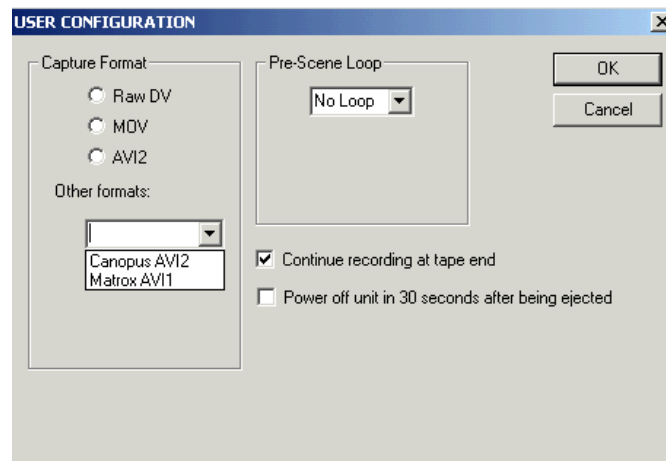 USER CONFIGURATION
Capture Format
Raw DV
MOV
AVI2
Other formats:
Canopus AVI2
Matrox AVI1
Pre-Scene Loop
No Loop
Continue recording at tape end
Power off unit in 30 seconds after being ejected
OK
Cancel